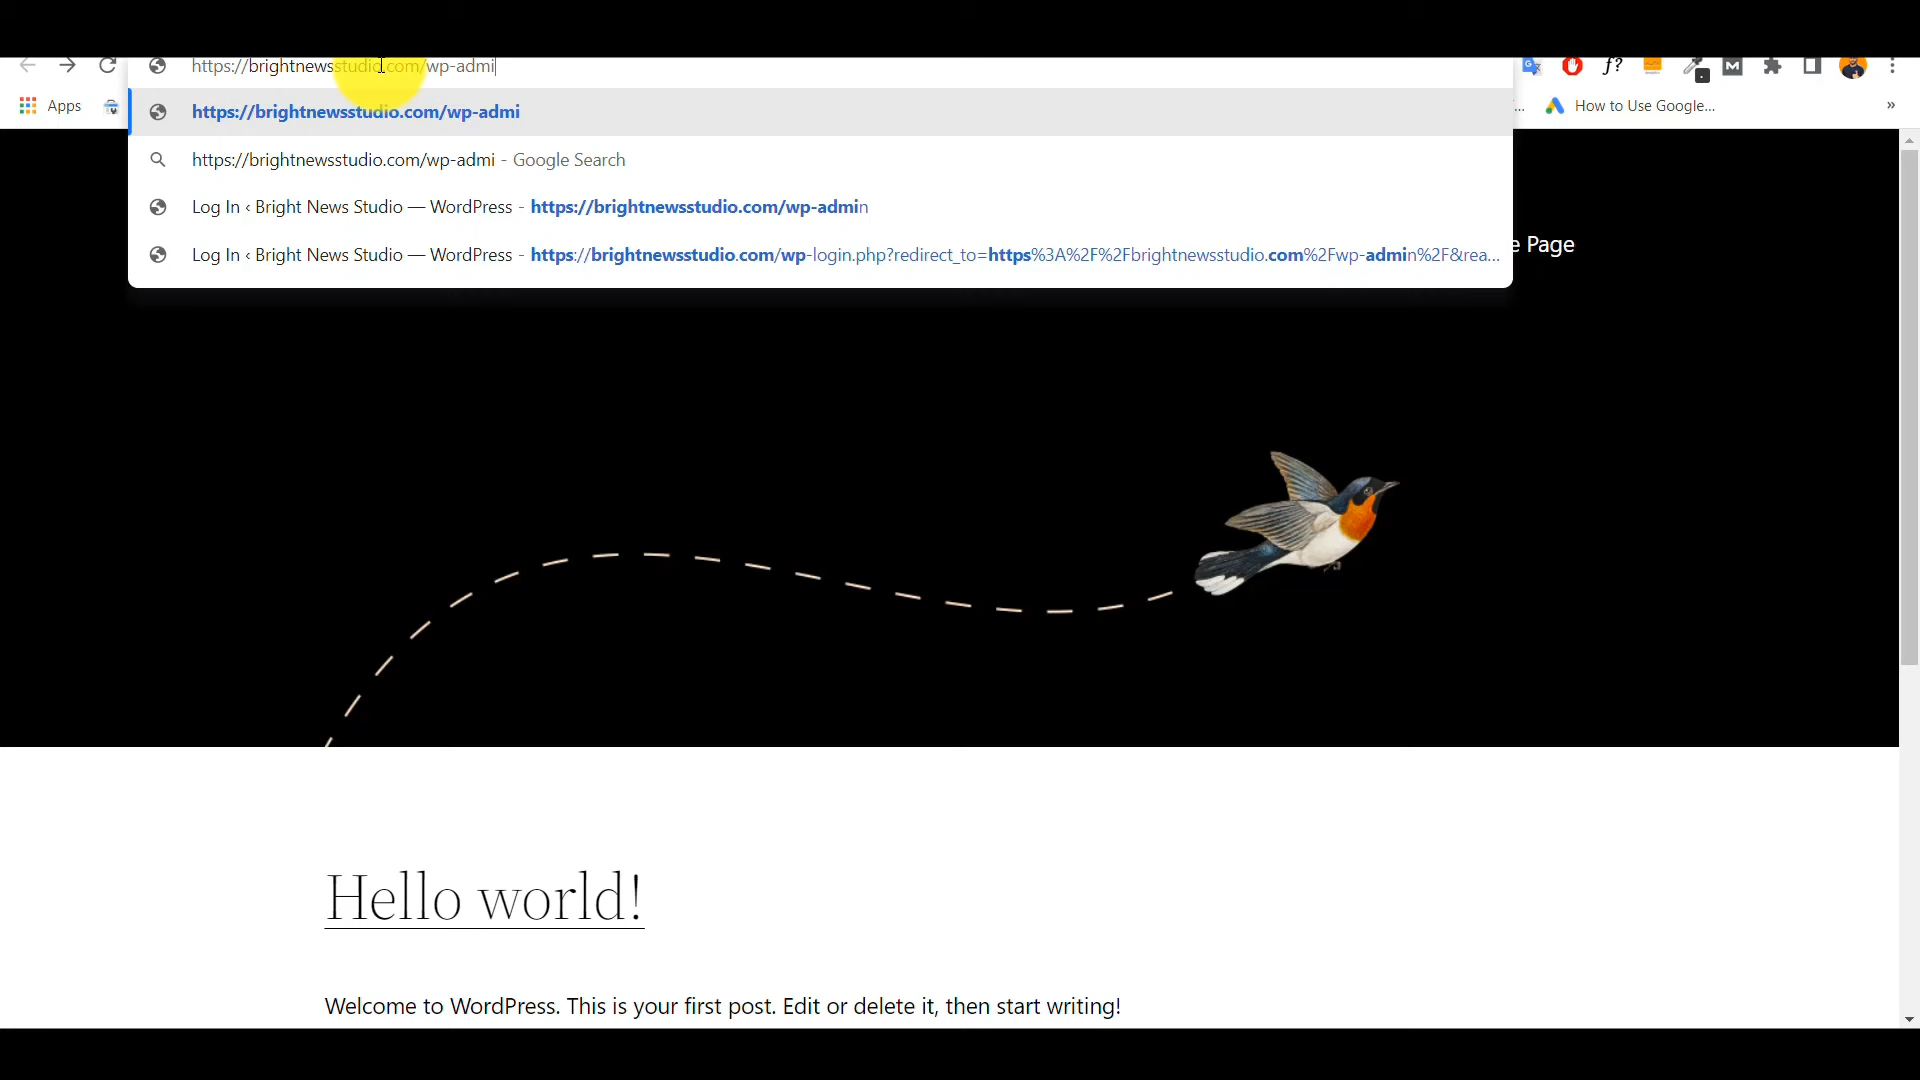 https://brightnewsstudio.com/wp-admi
Apps
https://brightnewsstudio.com/wp-admi
... How to Use Google... »
https://brightnewsstudio.com/wp-admi - Google Search
Log In ‹ Bright News Studio — WordPress - https://brightnewsstudio.com/wp-admin
e Page
Log In ‹ Bright News Studio — WordPress - https://brightnewsstudio.com/wp-login.php?redirect_to=https%3A%2F%2Fbrightnewsstudio.com%2Fwp-admin%2F&rea...
Hello world!
Welcome to WordPress. This is your first post. Edit or delete it, then start writing!